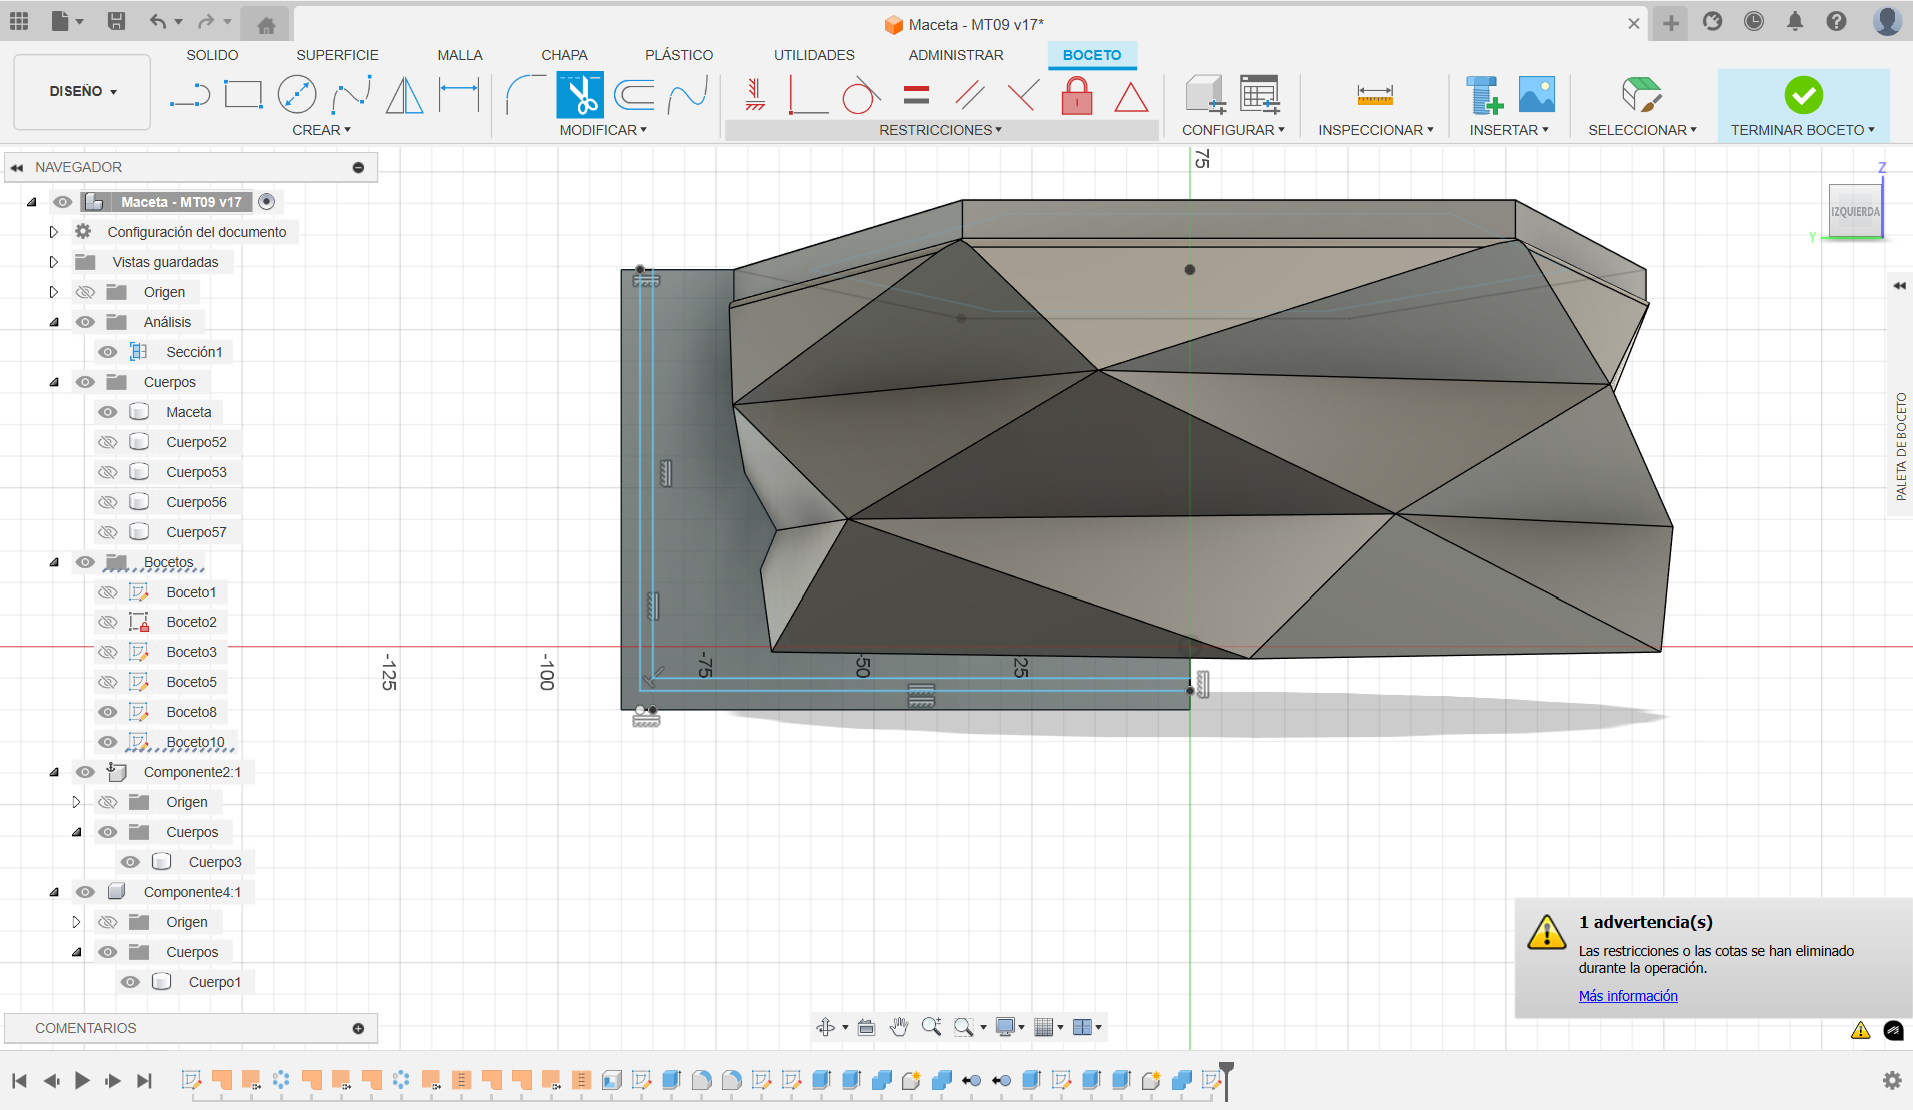 Maceta - MT09 v17*
SOLIDO
SUPERFICIE
MALLA
CHAPA
PLÁSTICO
UTILIDADES
ADMINISTRAR
BOCETO
DISEÑO
CREAR
MODIFICAR
RESTRICCIONES
CONFIGURAR
INSPECCIONAR
INSERTAR
SELECCIONAR
TERMINAR BOCETO
NAVEGADOR
Maceta - MT09 v17
Configuración del documento
Vistas guardadas
Origen
Análisis
Sección1
Cuerpos
Maceta
Cuerpo52
Cuerpo53
Cuerpo56
Cuerpo57
Bocetos
Boceto1
Boceto2
Boceto3
Boceto5
Boceto8
Boceto10
Componente2:1
Origen
Cuerpos
Cuerpo3
Componente4:1
Origen
Cuerpos
Cuerpo1
COMENTARIOS
75
-125
-100
-75
-50
-25
Z
IZQUIERDA
Y
PALETA DE BOCETO
1 advertencia(s)
Las restricciones o las cotas se han eliminado
durante la operación.
Más información